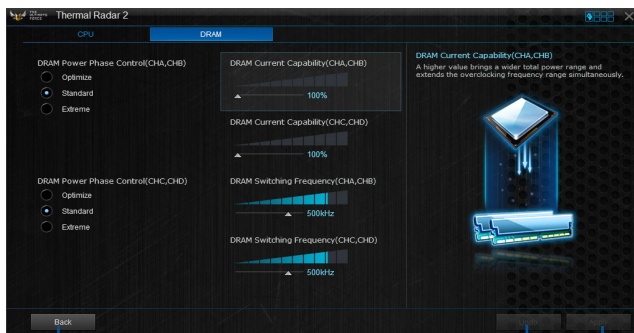 THE ULTIMATE FORCE
Thermal Radar 2
CPU
DRAM
DRAM Power Phase Control(CHA,CHB)
Optimize
Standard
Extreme
DRAM Current Capability(CHA,CHB)
100%
DRAM Current Capability(CHC,CHD)
100%
DRAM Power Phase Control(CHC,CHD)
Optimize
Standard
Extreme
DRAM Switching Frequency(CHA,CHB)
500kHz
DRAM Switching Frequency(CHC,CHD)
500kHz
DRAM Current Capability(CHA,CHB)
A higher value brings a wider total power range and
extends the overclocking frequency range simultaneously.
Back